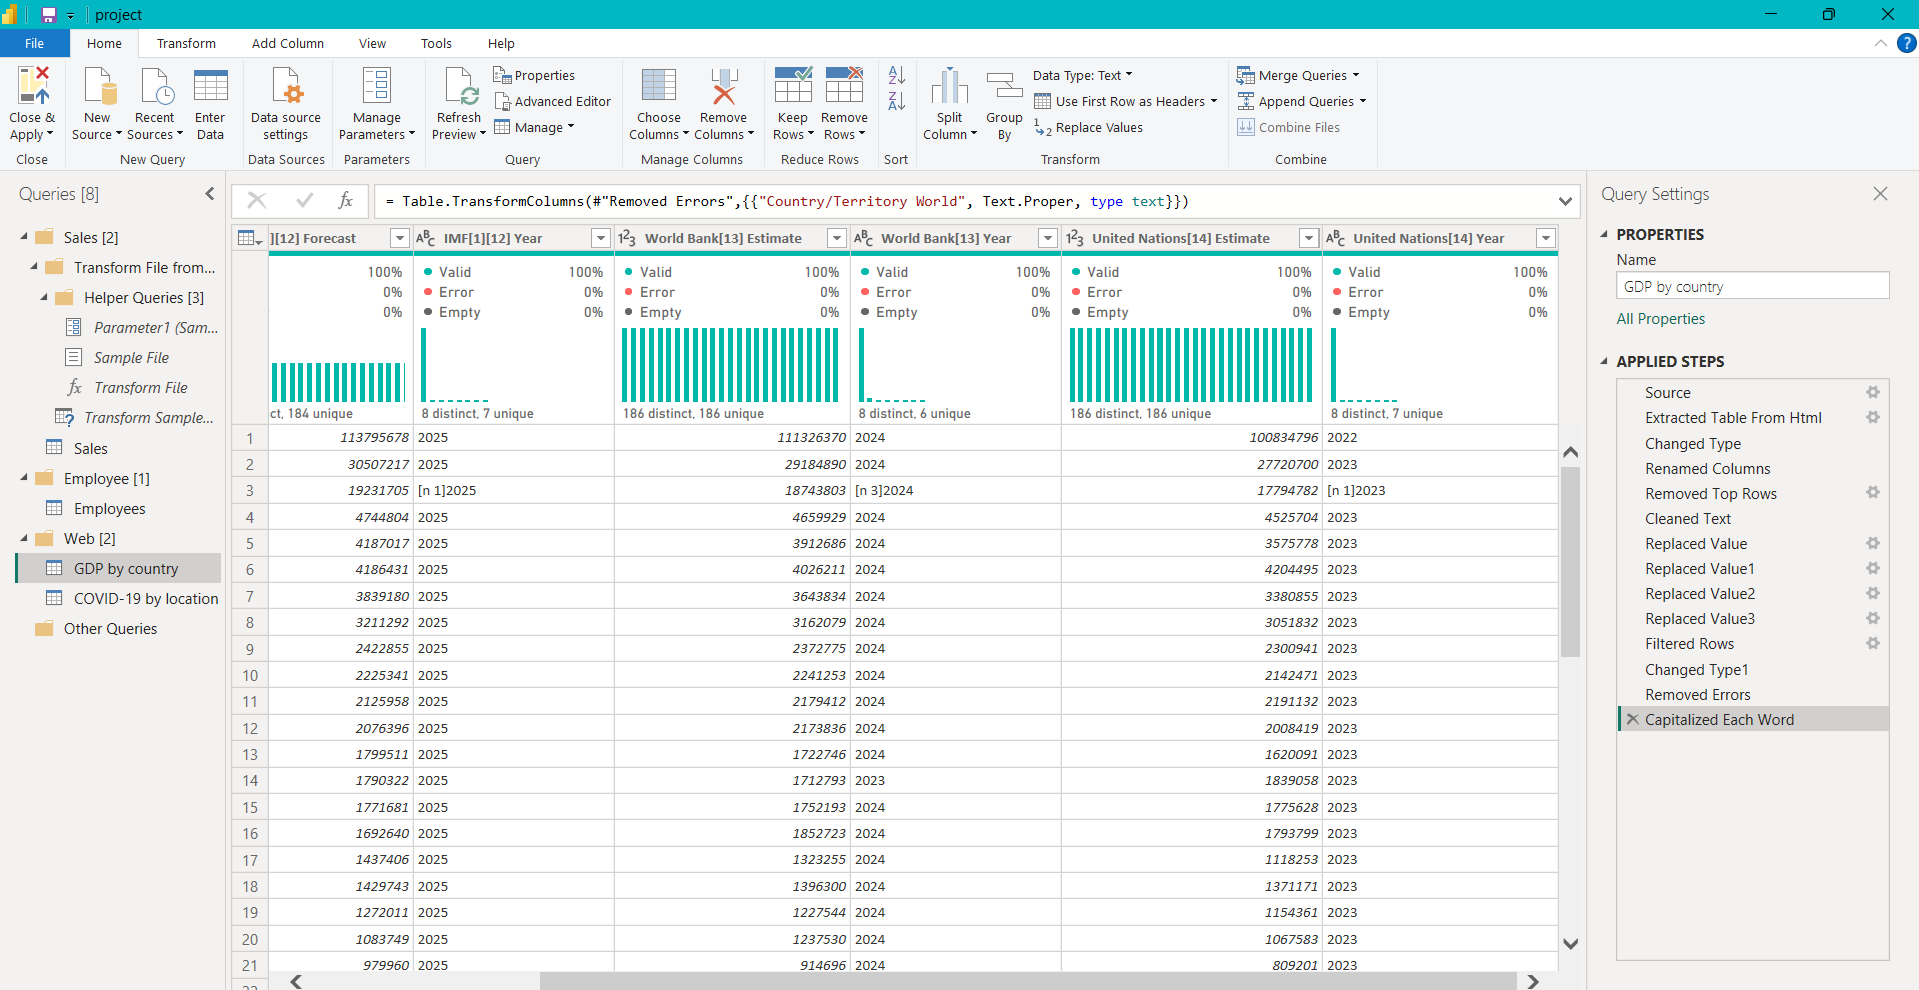 project
File Home Transform Add Column View Tools Help
Close & Apply New Source Recent Sources Enter Data Data source settings Manage Parameters Refresh Preview Properties Advanced Editor Manage Choose Columns Remove Columns Keep Rows Remove Rows Split Column Group By Data Type: Text Use First Row as Headers Replace Values Merge Queries Append Queries Combine Files
Close New Query Data Sources Parameters Query Manage Columns Reduce Rows Sort Transform Combine
Queries [8]
Sales [2]
Transform File from...
Helper Queries [3]
Parameter1 (Sam...
Sample File
Transform File
Transform Sample...
Sales
Employee [1]
Employees
Web [2]
GDP by country
COVID-19 by location
Other Queries
fx = Table.TransformColumns(#"Removed Errors",{{"Country/Territory World", Text.Proper, type text}})
][12] Forecast ABC IMF[1][12] Year 123 World Bank[13] Estimate ABC World Bank[13] Year 123 United Nations[14] Estimate ABC United Nations[14] Year
100% Valid 100% Valid 100% Valid 100% Valid 100% Valid 100%
0% Error 0% Error 0% Error 0% Error 0% Error 0%
0% Empty 0% Empty 0% Empty 0% Empty 0% Empty 0%
ct, 184 unique 8 distinct, 7 unique 186 distinct, 186 unique 8 distinct, 6 unique 186 distinct, 186 unique 8 distinct, 7 unique
1 113795678 2025 111326370 2024 100834796 2022
2 30507217 2025 29184890 2024 27720700 2023
3 19231705 [n 1]2025 18743803 [n 3]2024 17794782 [n 1]2023
4 4744804 2025 4659929 2024 4525704 2023
5 4187017 2025 3912686 2024 3575778 2023
6 4186431 2025 4026211 2024 4204495 2023
7 3839180 2025 3643834 2024 3380855 2023
8 3211292 2025 3162079 2024 3051832 2023
9 2422855 2025 2372775 2024 2300941 2023
10 2225341 2025 2241253 2024 2142471 2023
11 2125958 2025 2179412 2024 2191132 2023
12 2076396 2025 2173836 2024 2008419 2023
13 1799511 2025 1722746 2024 1620091 2023
14 1790322 2025 1712793 2023 1839058 2023
15 1771681 2025 1752193 2024 1775628 2023
16 1692640 2025 1852723 2024 1793799 2023
17 1437406 2025 1323255 2024 1118253 2023
18 1429743 2025 1396300 2024 1371171 2023
19 1272011 2025 1227544 2024 1154361 2023
20 1083749 2025 1237530 2024 1067583 2023
21 979960 2025 914696 2024 809201 2023
Query Settings
PROPERTIES
Name
GDP by country
All Properties
APPLIED STEPS
Source
Extracted Table From Html
Changed Type
Renamed Columns
Removed Top Rows
Cleaned Text
Replaced Value
Replaced Value1
Replaced Value2
Replaced Value3
Filtered Rows
Changed Type1
Removed Errors
Capitalized Each Word